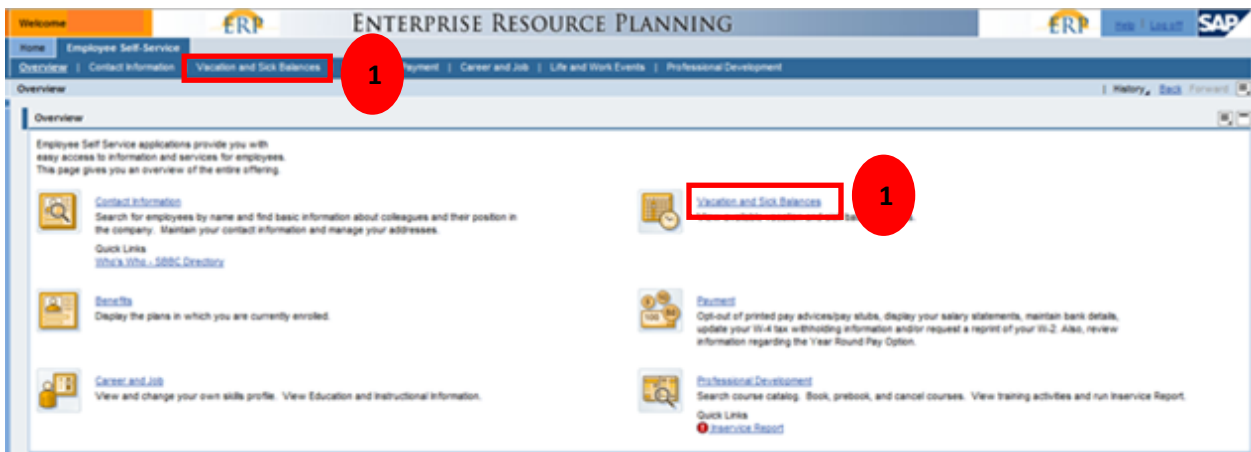 Welcome ERP ENTERPRISE RESOURCE PLANNING ERP Help | Log off SAP
Home Employee Self-Service
Overview | Contact Information Vacation and Sick Balances 1 Payment | Career and Job | Life and Work Events | Professional Development
Overview | History Back Forward
Overview
Employee Self Service applications provide you with
easy access to information and services for employees.
This page gives you an overview of the entire offering.
Contact Information
Search for employees by name and find basic information about colleagues and their position in
the company. Maintain your contact information and manage your addresses.
Quick Links
Who's Who - SBBC Directory
Vacation and Sick Balances 1
Benefits
Display the plans in which you are currently enrolled.
Payment
Opt-out of printed pay advices/pay stubs, display your salary statements, maintain bank details,
update your W-4 tax withholding information and/or request a reprint of your W-2. Also, review
information regarding the Year Round Pay Option.
Career and Job
View and change your own skills profile. View Education and Instructional Information.
Professional Development
Search course catalog. Book, prebook, and cancel courses. View training activities and run Inservice Report.
Quick Links
Inservice Report